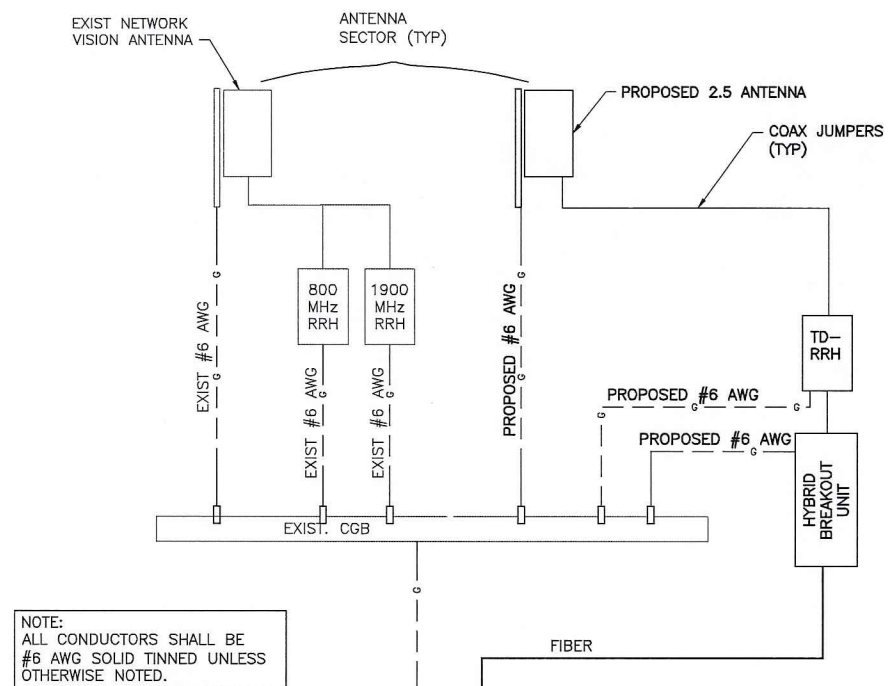 EXIST NETWORK
VISION ANTENNA
ANTENNA
SECTOR (TYP)
PROPOSED 2.5 ANTENNA
COAX JUMPERS
(TYP)
G
G
EXIST #6 AWG
800
MHz
RRH
1900
MHz
RRH
G
EXIST #6 AWG
G
EXIST #6 AWG
G
G
PROPOSED #6 AWG
TD-
RRH
PROPOSED #6 AWG
G
G
G
PROPOSED #6 AWG
G
HYBRID
BREAKOUT
UNIT
EXIST. CGB
G
NOTE:
ALL CONDUCTORS SHALL BE
#6 AWG SOLID TINNED UNLESS
OTHERWISE NOTED.
FIBER